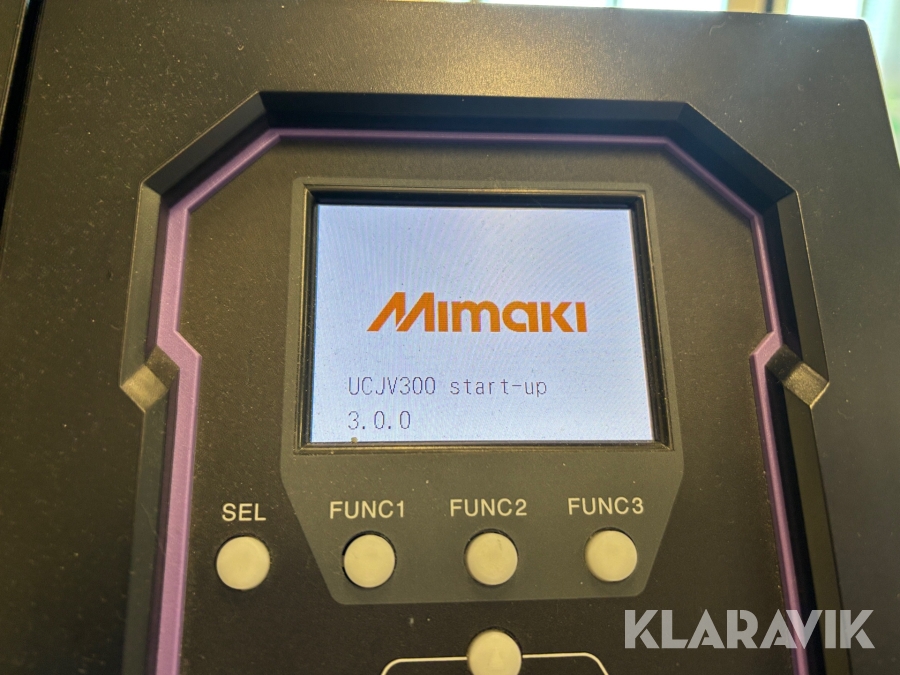 Mimaki
UCJV300 start-up
3.0.0
SEL
FUNC1
FUNC2
FUNC3
KLARAVIK